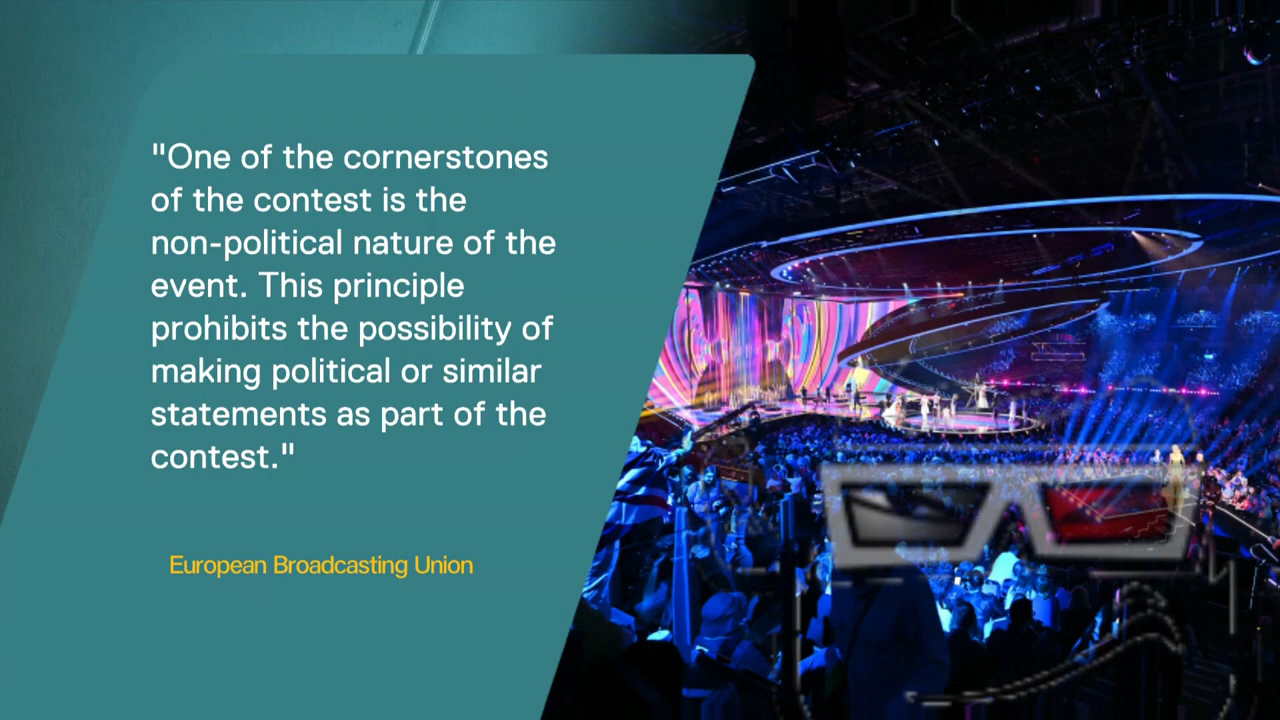 "One of the cornerstones
of the contest is the
non-political nature of the
event. This principle
prohibits the possibility of
making political or similar
statements as part of the
contest."
European Broadcasting Union